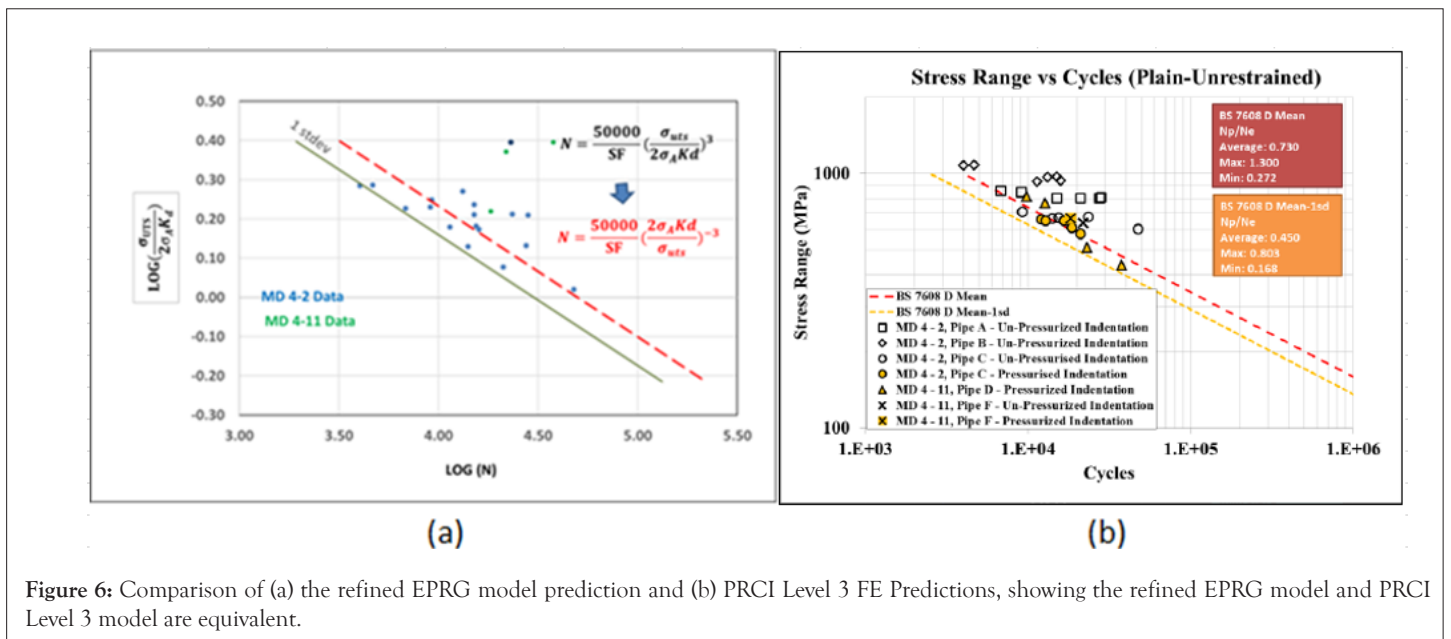 0.50
0.40
0.30
0.20
0.10
0.00
-0.10
-0.20
-0.30
3.00 3.50 4.00 4.50 5.00 5.50
LOG(σ_UTS/2σ_A K_d)
LOG (N)
1 stdev
N = 50000/SF (σ_uts/2σ_A Kd)^3
N = 50000/SF (2σ_A Kd/σ_uts)^-3
MD 4-2 Data
MD 4-11 Data
(a)
Stress Range vs Cycles (Plain-Unrestrained)
Stress Range (MPa)
1000
100
1.E+03 1.E+04 1.E+05 1.E+06
Cycles
BS 7608 D Mean
Np/Ne
Average: 0.730
Max: 1.300
Min: 0.272
BS 7608 D Mean-1sd
Np/Ne
Average: 0.450
Max: 0.803
Min: 0.168
BS 7608 D Mean
BS 7608 D Mean-1sd
MD 4 - 2, Pipe A - Un-Pressurized Indentation
MD 4 - 2, Pipe B - Un-Pressurized Indentation
MD 4 - 2, Pipe C - Un-Pressurised Indentation
MD 4 - 2, Pipe C - Pressurised Indentation
MD 4 - 11, Pipe D - Pressurized Indentation
MD 4 - 11, Pipe F - Un-Pressurized Indentation
MD 4 - 11, Pipe F - Pressurized Indentation
(b)
Figure 6: Comparison of (a) the refined EPRG model prediction and (b) PRCI Level 3 FE Predictions, showing the refined EPRG model and PRCI
Level 3 model are equivalent.